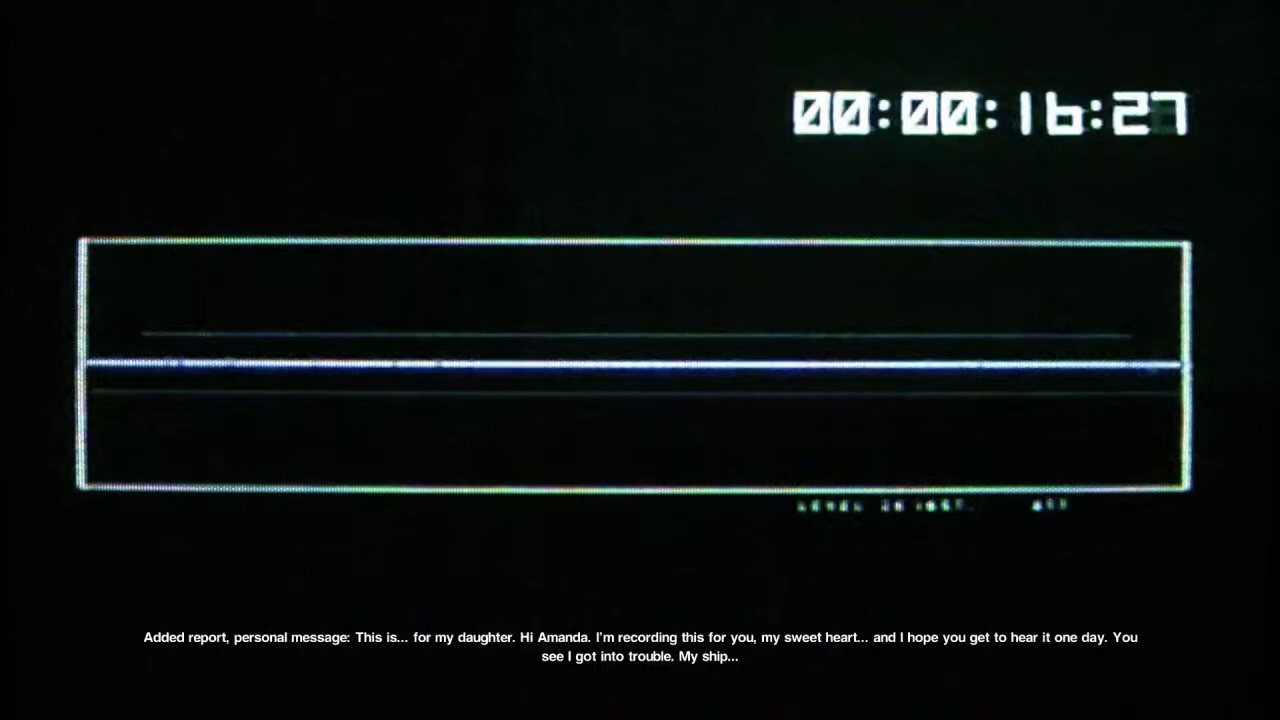 00:00:16:27
Added report, personal message: This is... for my daughter. Hi Amanda. I'm recording this for you, my sweet heart... and I hope you get to hear it one day. You
see I got into trouble. My ship...